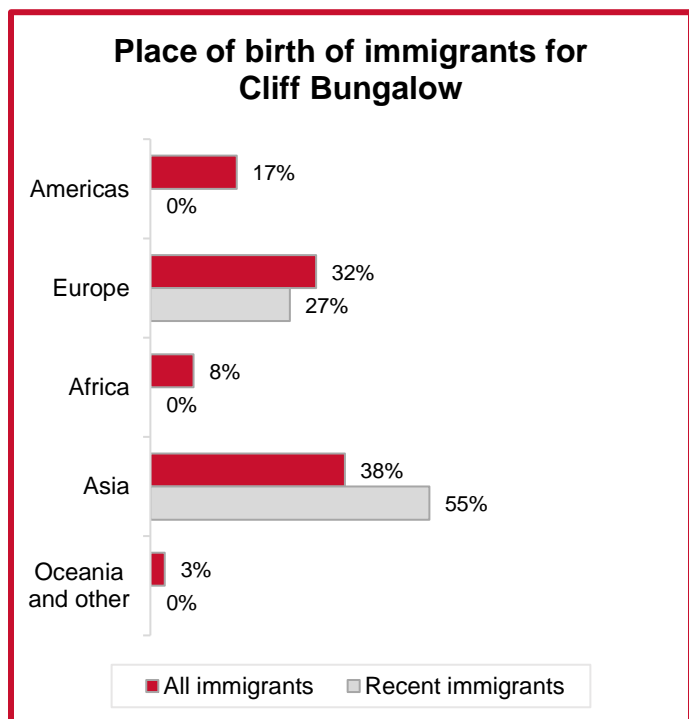 Place of birth of immigrants for
Cliff Bungalow
Americas
17%
0%
Europe
32%
27%
Africa
8%
0%
Asia
38%
55%
Oceania
and other
3%
0%
All immigrants
Recent immigrants